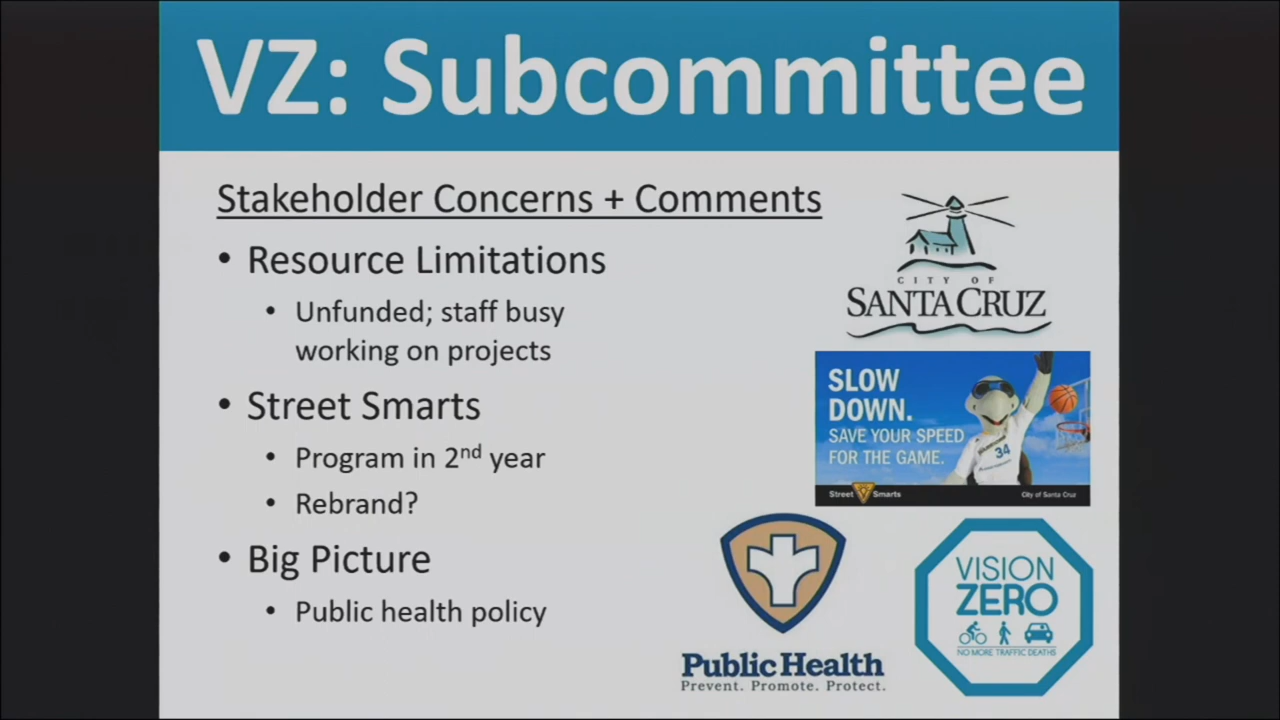 VZ: Subcommittee
Stakeholder Concerns + Comments
• Resource Limitations
• Unfunded; staff busy
working on projects
• Street Smarts
• Program in 2nd year
• Rebrand?
• Big Picture
• Public health policy
CITY OF
SANTA CRUZ
SLOW
DOWN.
SAVE YOUR SPEED
FOR THE GAME.
34
Street Smarts
City of Santa Cruz
Public Health
Prevent. Promote. Protect.
VISION
ZERO
NO MORE TRAFFIC DEATHS